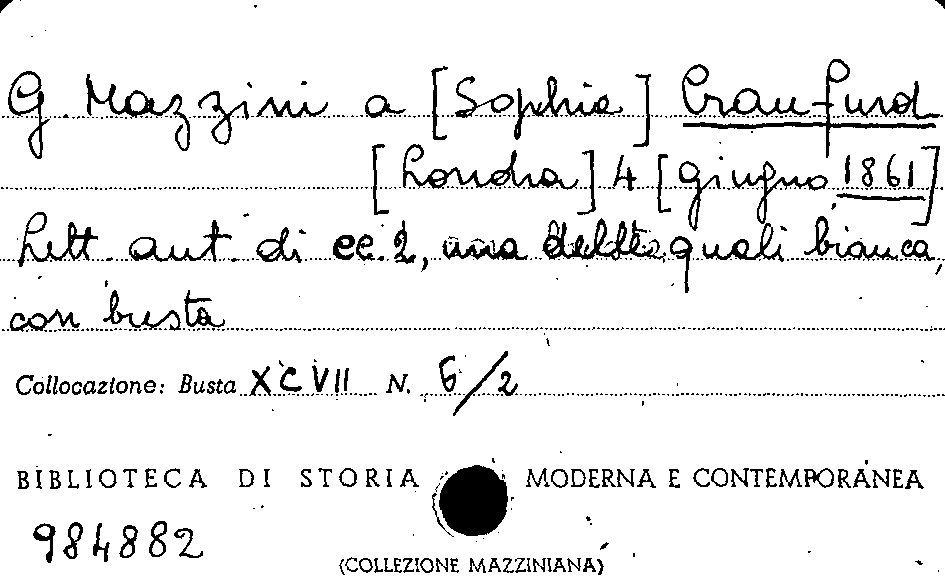 G. Mazzini a [Sophia] Craufurd
[Londra] 4 [giugno 1861]
Lett. aut. di cc. 2, una delle quali bianca,
con busta
Collocazione: Busta XCVII N. 6/2
BIBLIOTECA DI STORIA MODERNA E CONTEMPORANEA
984882
(COLLEZIONE MAZZINIANA)